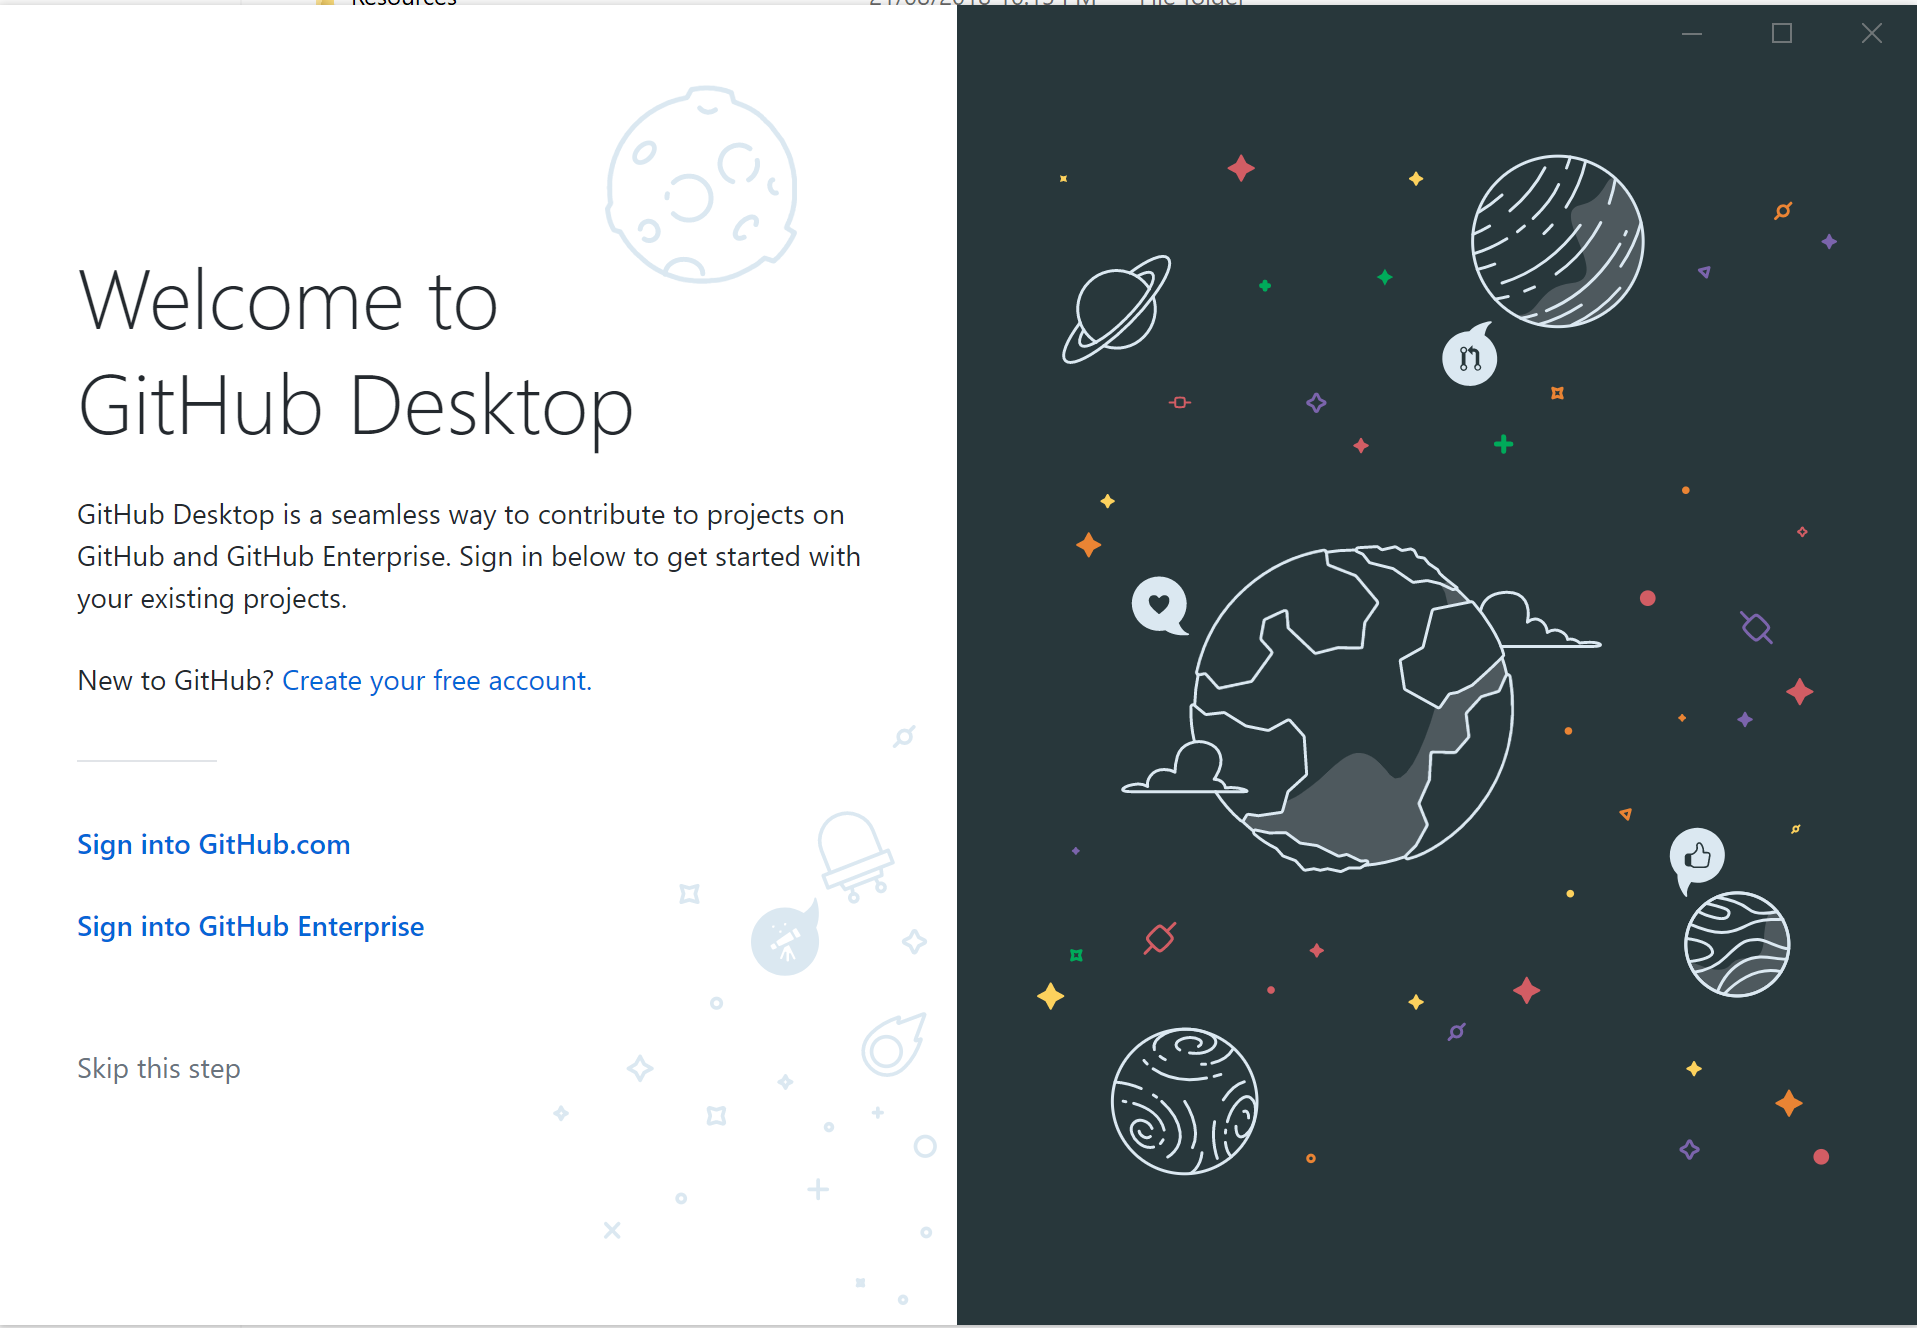 Resources
Welcome to
GitHub Desktop
GitHub Desktop is a seamless way to contribute to projects on
GitHub and GitHub Enterprise. Sign in below to get started with
your existing projects.
New to GitHub? Create your free account.
Sign into GitHub.com
Sign into GitHub Enterprise
Skip this step